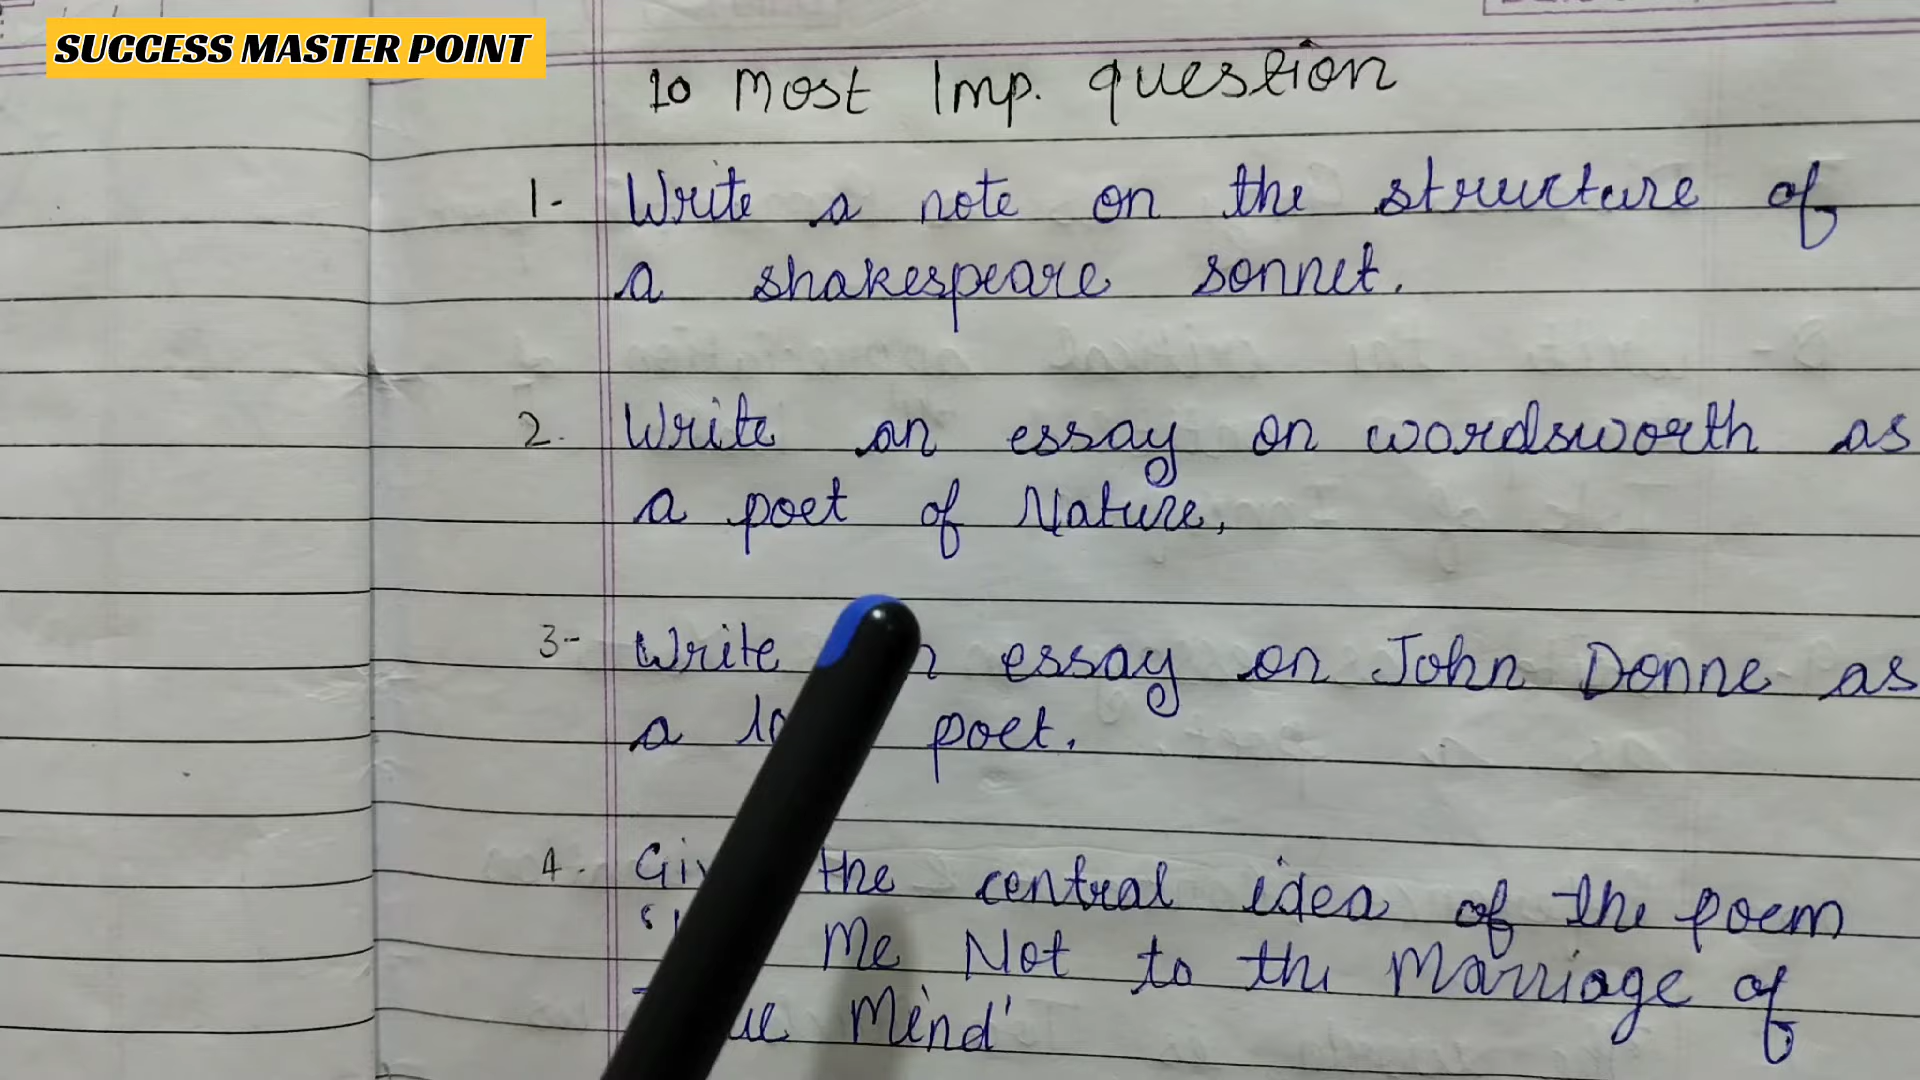 SUCCESS MASTER POINT
10 Most Imp. question
1- Write a note on the structure of
a shakespeare sonnet.
2. Write an essay on wordsworth as
a poet of Nature,
3- Write essay on John Donne as
a poet.
4. the central idea of the poem
Me Not to the Marriage of
Mind'